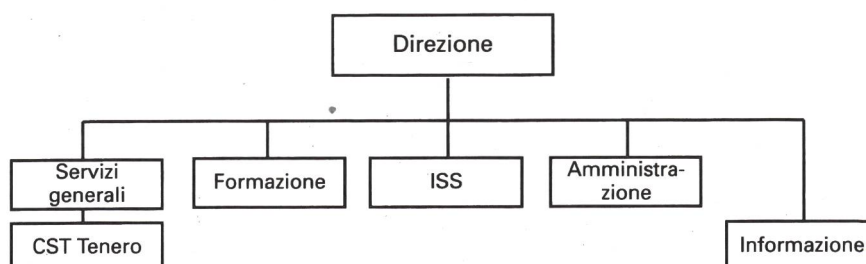 Direzione
Servizi
generali
Formazione
ISS
Amministra-
zione
CST Tenero
Informazione